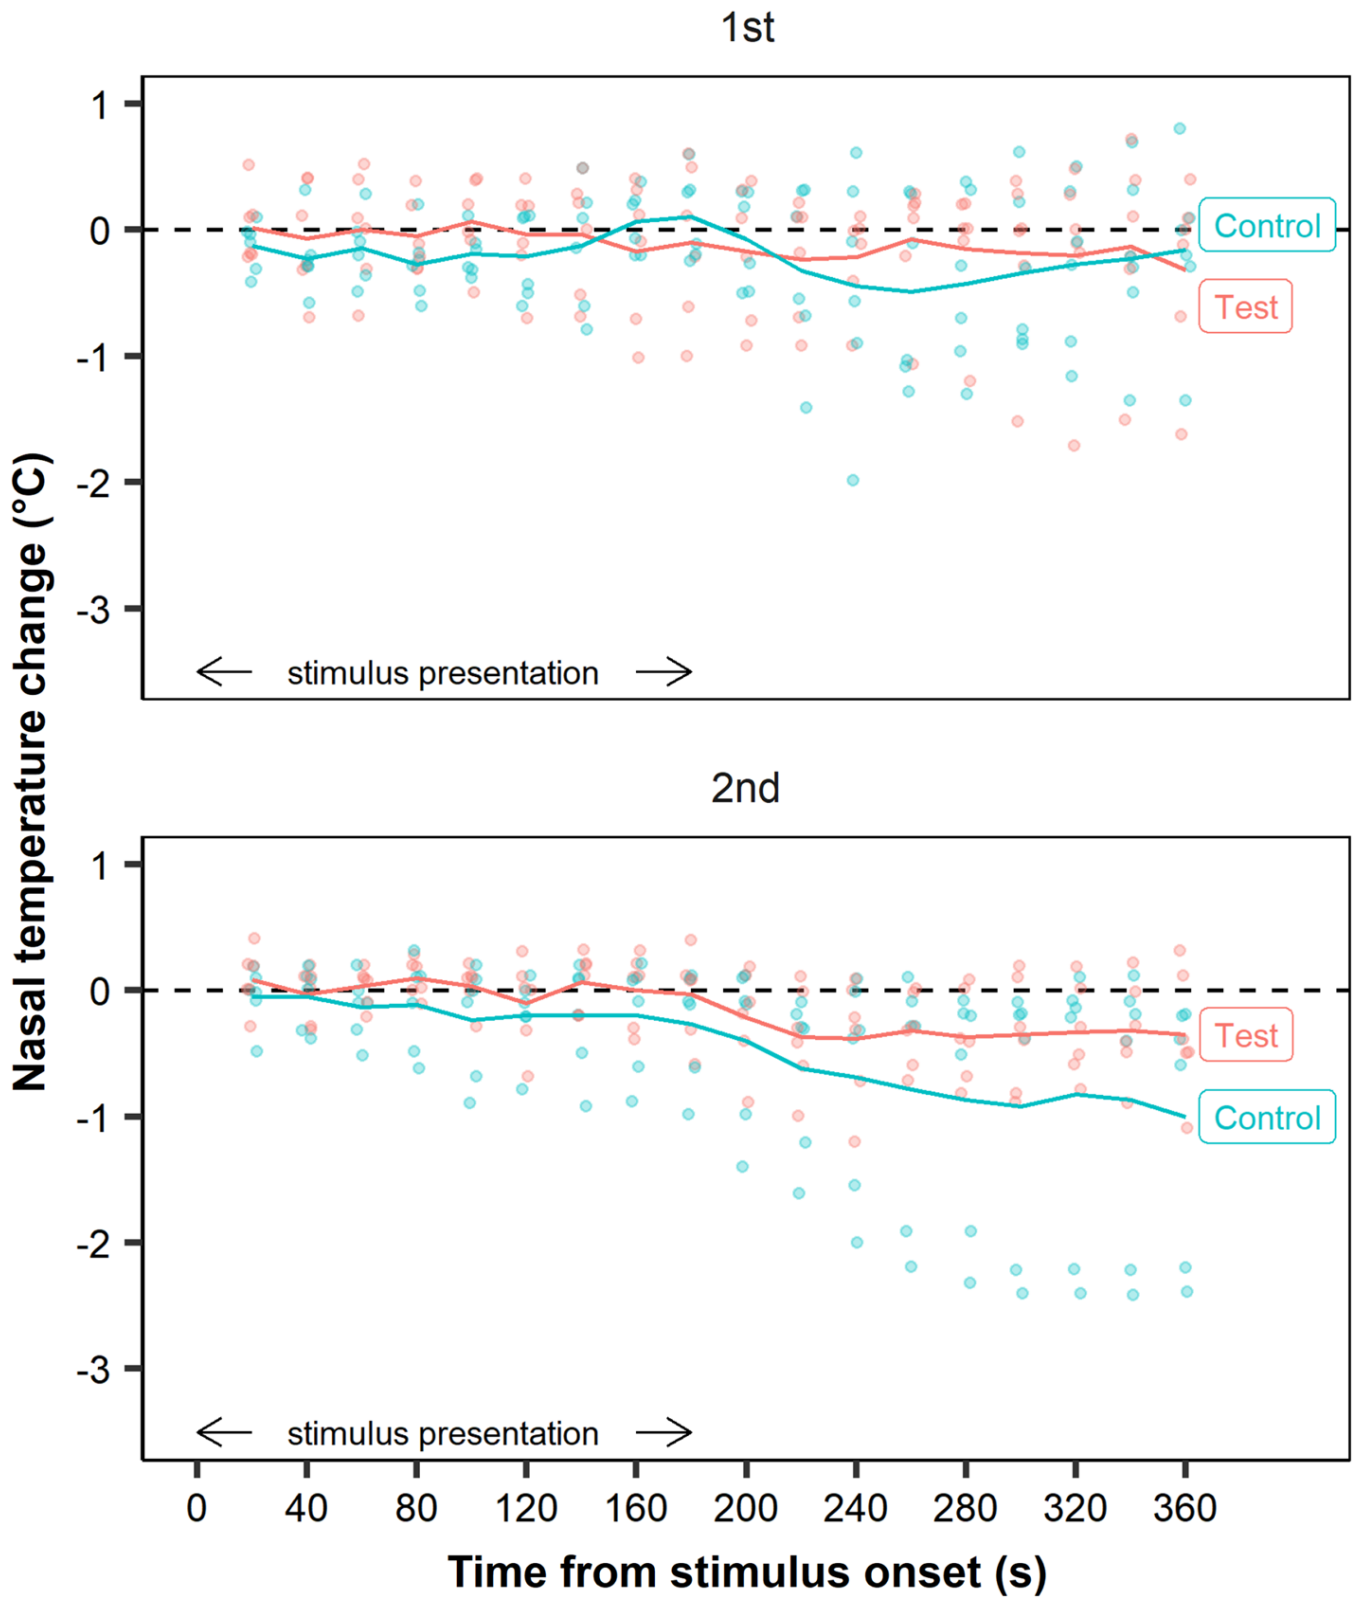 1st
1
0
-1
-2
-3
Control
Test
stimulus presentation
Nasal temperature change (°C)
2nd
1
0
-1
-2
-3
Test
Control
stimulus presentation
0 40 80 120 160 200 240 280 320 360
Time from stimulus onset (s)